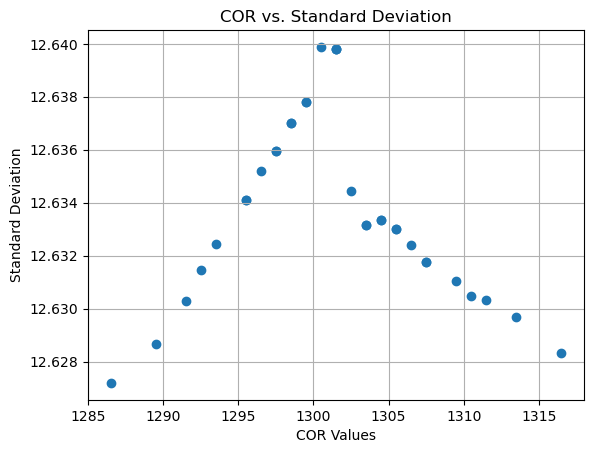 COR vs. Standard Deviation
12.640
12.638
12.636
12.634
12.632
12.630
12.628
Standard Deviation
1285 1290 1295 1300 1305 1310 1315
COR Values